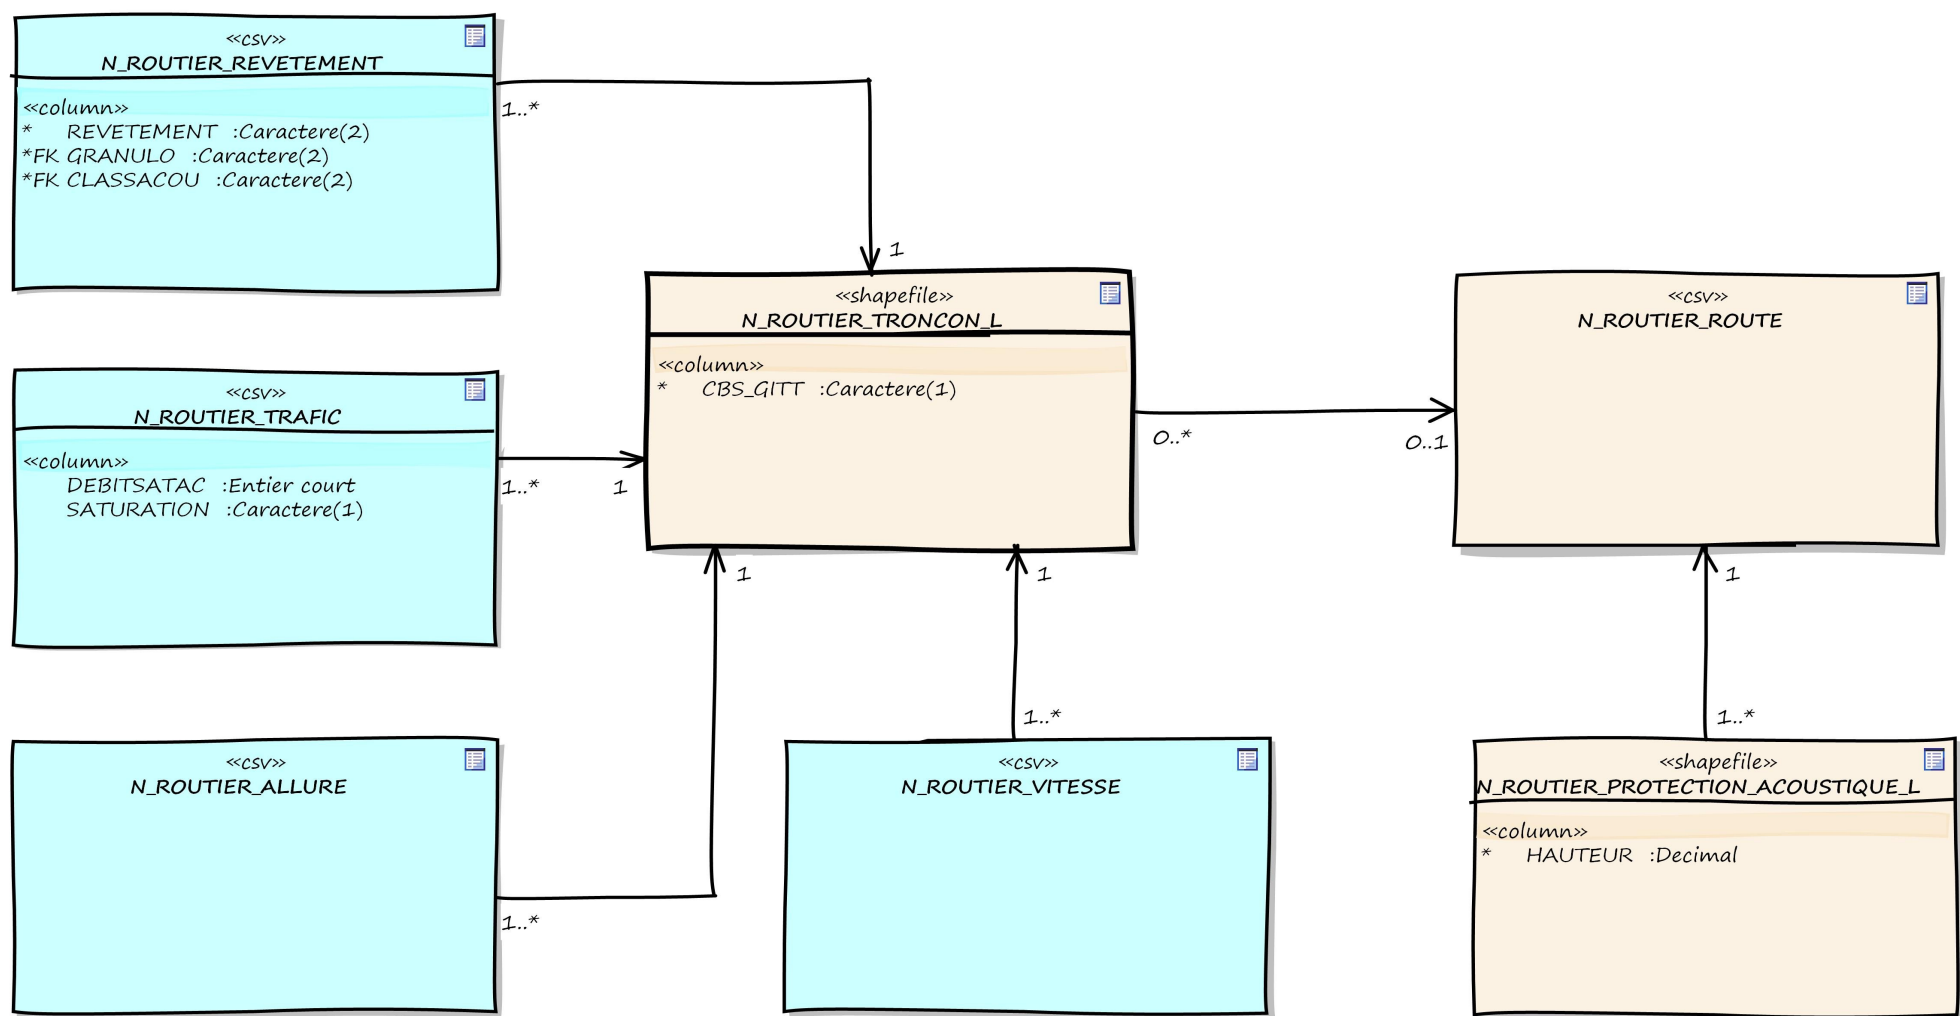 «csv»
N_ROUTIER_REVETEMENT
«column»
* REVETEMENT :Caractere(2)
*FK GRANULO :Caractere(2)
*FK CLASSACOU :Caractere(2)
1..*
1
«shapefile»
N_ROUTIER_TRONCON_L
«column»
* CBS_GITT :Caractere(1)
0..*
0..1
«csv»
N_ROUTIER_ROUTE
«csv»
N_ROUTIER_TRAFIC
«column»
DEBITSATAC :Entier court
SATURATION :Caractere(1)
1..*
1
1
1
1
1..*
1..*
«csv»
N_ROUTIER_ALLURE
1..*
«csv»
N_ROUTIER_VITESSE
«shapefile»
N_ROUTIER_PROTECTION_ACOUSTIQUE_L
«column»
* HAUTEUR :Decimal